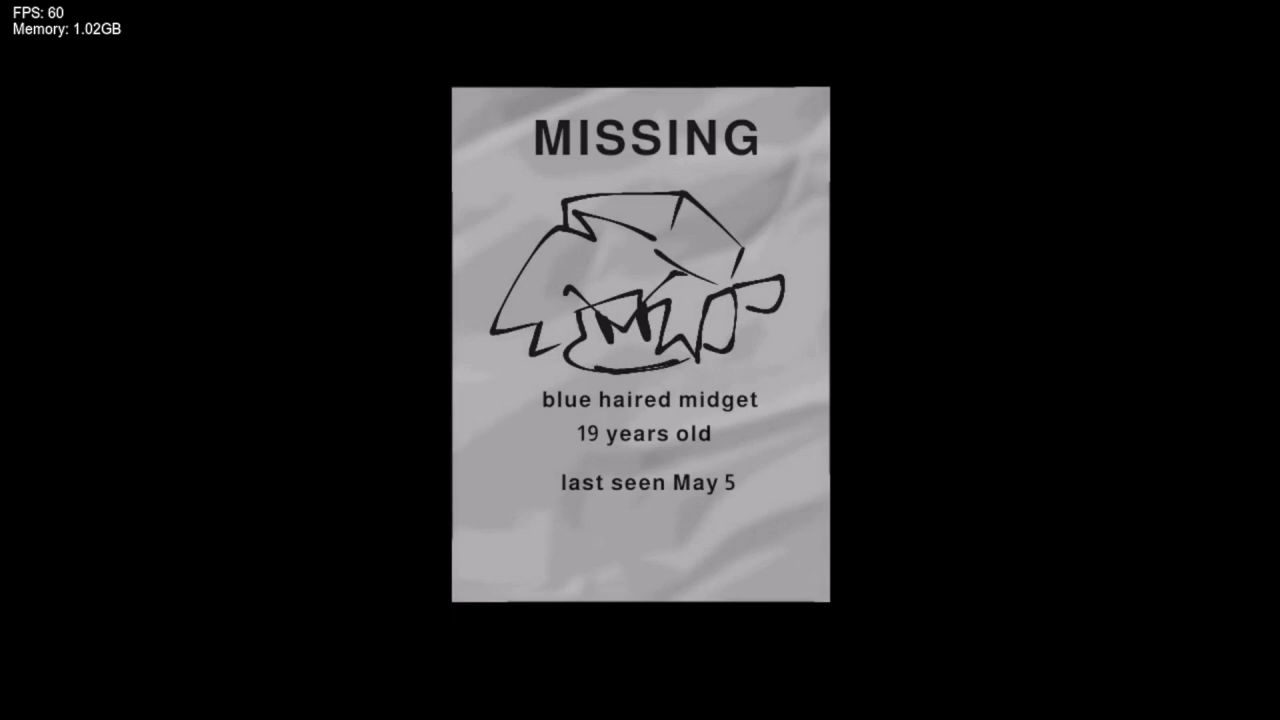 FPS: 60
Memory: 1.02GB
MISSING
blue haired midget
19 years old
last seen May 5